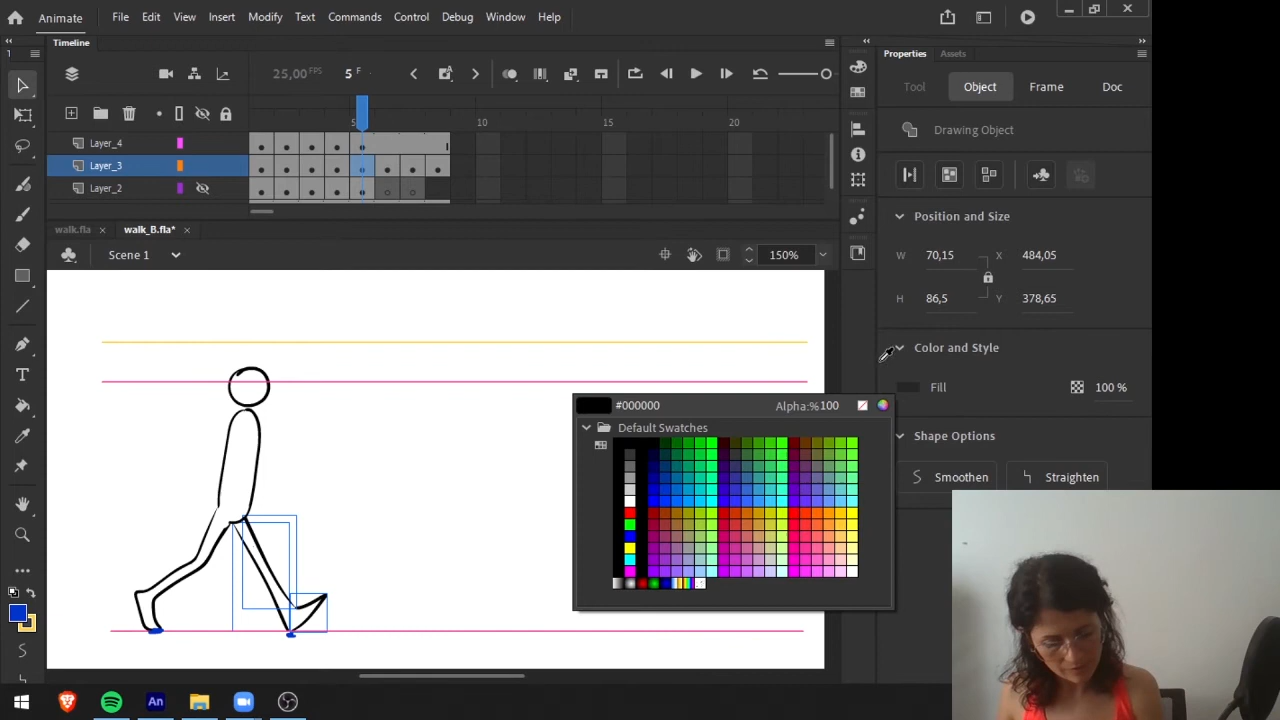 Animate File Edit View Insert Modify Text Commands Control Debug Window Help
Timeline
Properties Assets
25,00 FPS 5 F
Tool Object Frame Doc
5 10 15 20
Drawing Object
Layer_4
Layer_3
Layer_2
Position and Size
walk.fla × walk_B.fla* ×
Scene 1 150%
W 70,15 X 484,05
H 86,5 Y 378,65
Color and Style
Fill 100 %
#000000 Alpha:%100
Default Swatches
Shape Options
Smoothen Straighten
An